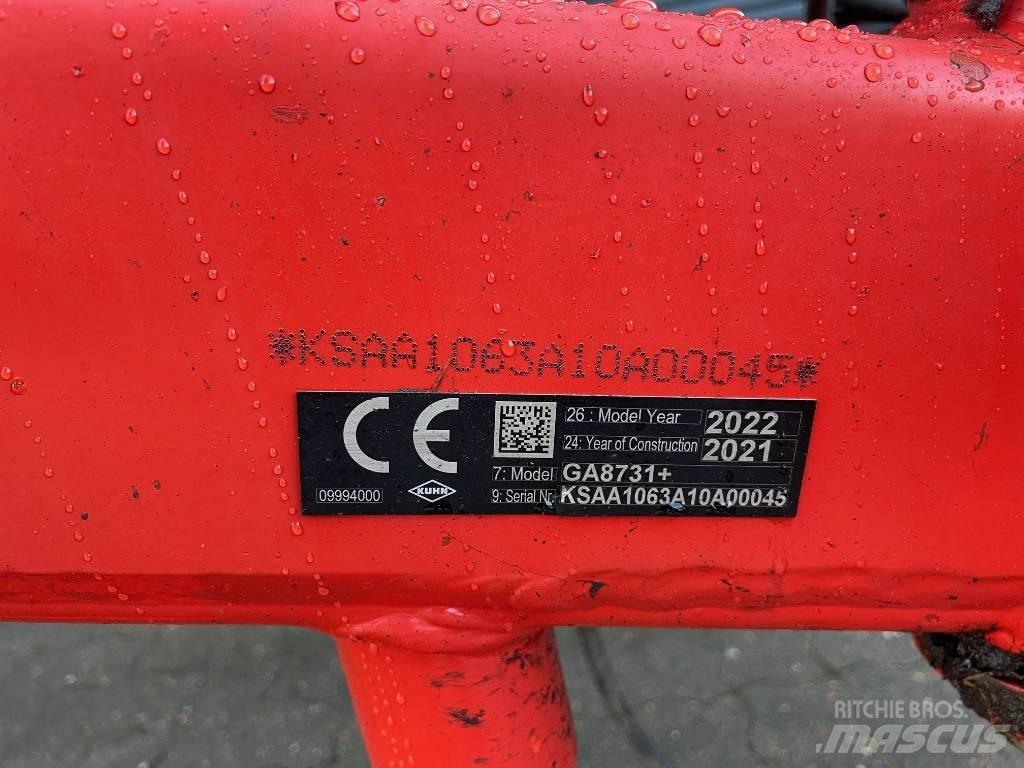 *KSAA1063A10A00045*
CE
26 : Model Year 2022
24: Year of Construction 2021
7: Model GA8731+
09994000 KUHN 9: Serial Nr. KSAA1063A10A00045
RITCHIE BROS.
MASCUS